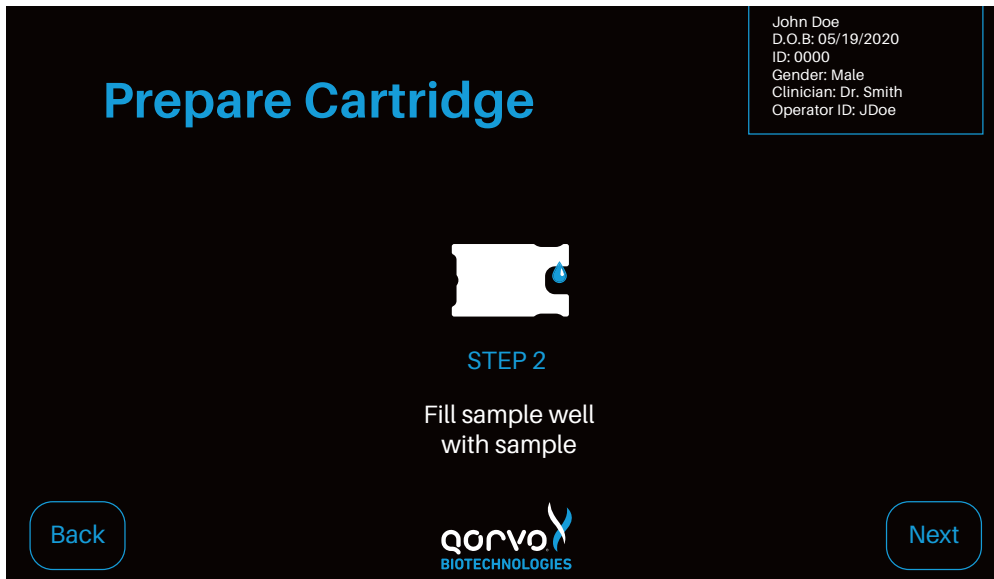 John Doe
D.O.B: 05/19/2020
ID: 0000
Gender: Male
Clinician: Dr. Smith
Operator ID: JDoe
Prepare Cartridge
STEP 2
Fill sample well
with sample
Back
QORVO
BIOTECHNOLOGIES
Next